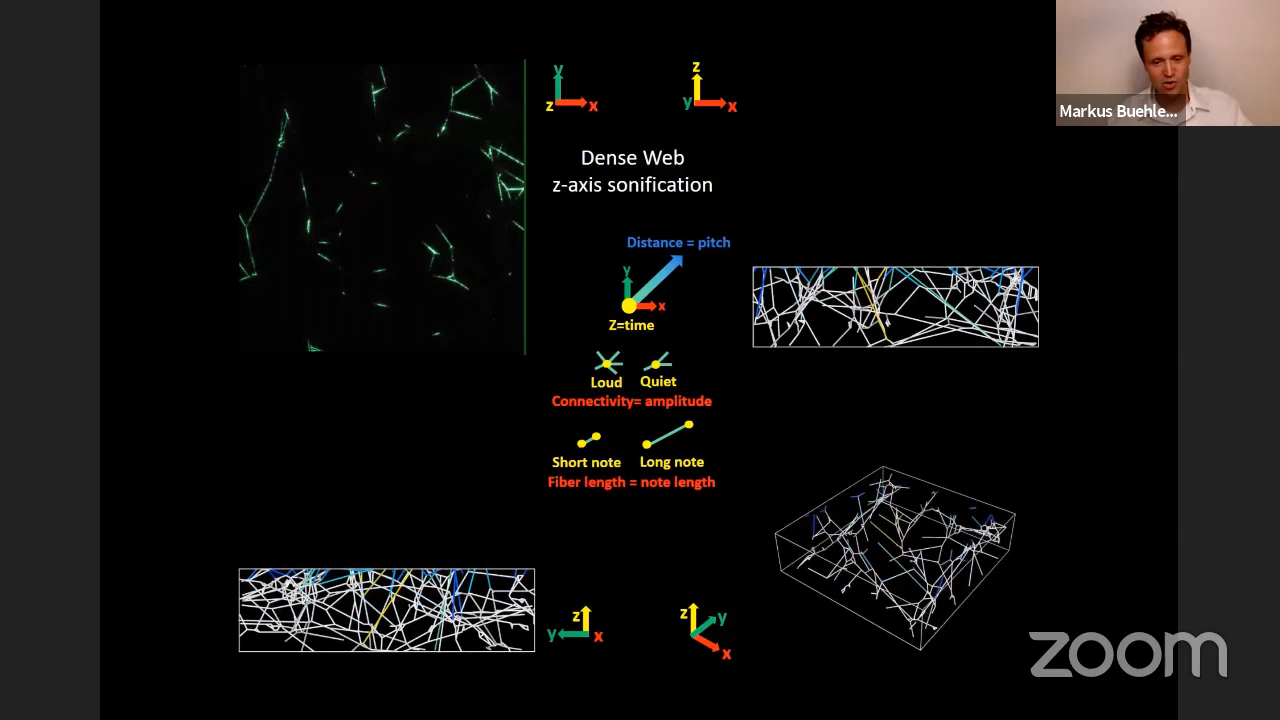 Markus Buehle...
y
z x
z
y x
Dense Web
z-axis sonification
Distance = pitch
y
x
Z=time
Loud Quiet
Connectivity= amplitude
Short note Long note
Fiber length = note length
z
y x
z y
x
zoom